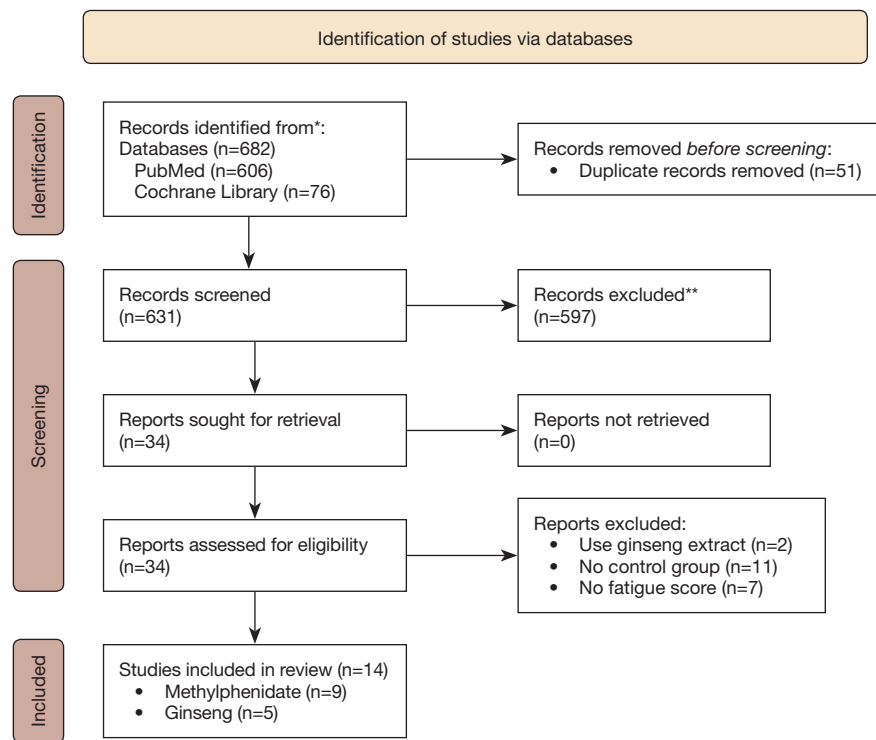 Identification of studies via databases
Identification
Records identified from*:
Databases (n=682)
PubMed (n=606)
Cochrane Library (n=76)
Records removed before screening:
• Duplicate records removed (n=51)
Screening
Records screened
(n=631)
Records excluded**
(n=597)
Reports sought for retrieval
(n=34)
Reports not retrieved
(n=0)
Reports assessed for eligibility
(n=34)
Reports excluded:
• Use ginseng extract (n=2)
• No control group (n=11)
• No fatigue score (n=7)
Included
Studies included in review (n=14)
• Methylphenidate (n=9)
• Ginseng (n=5)